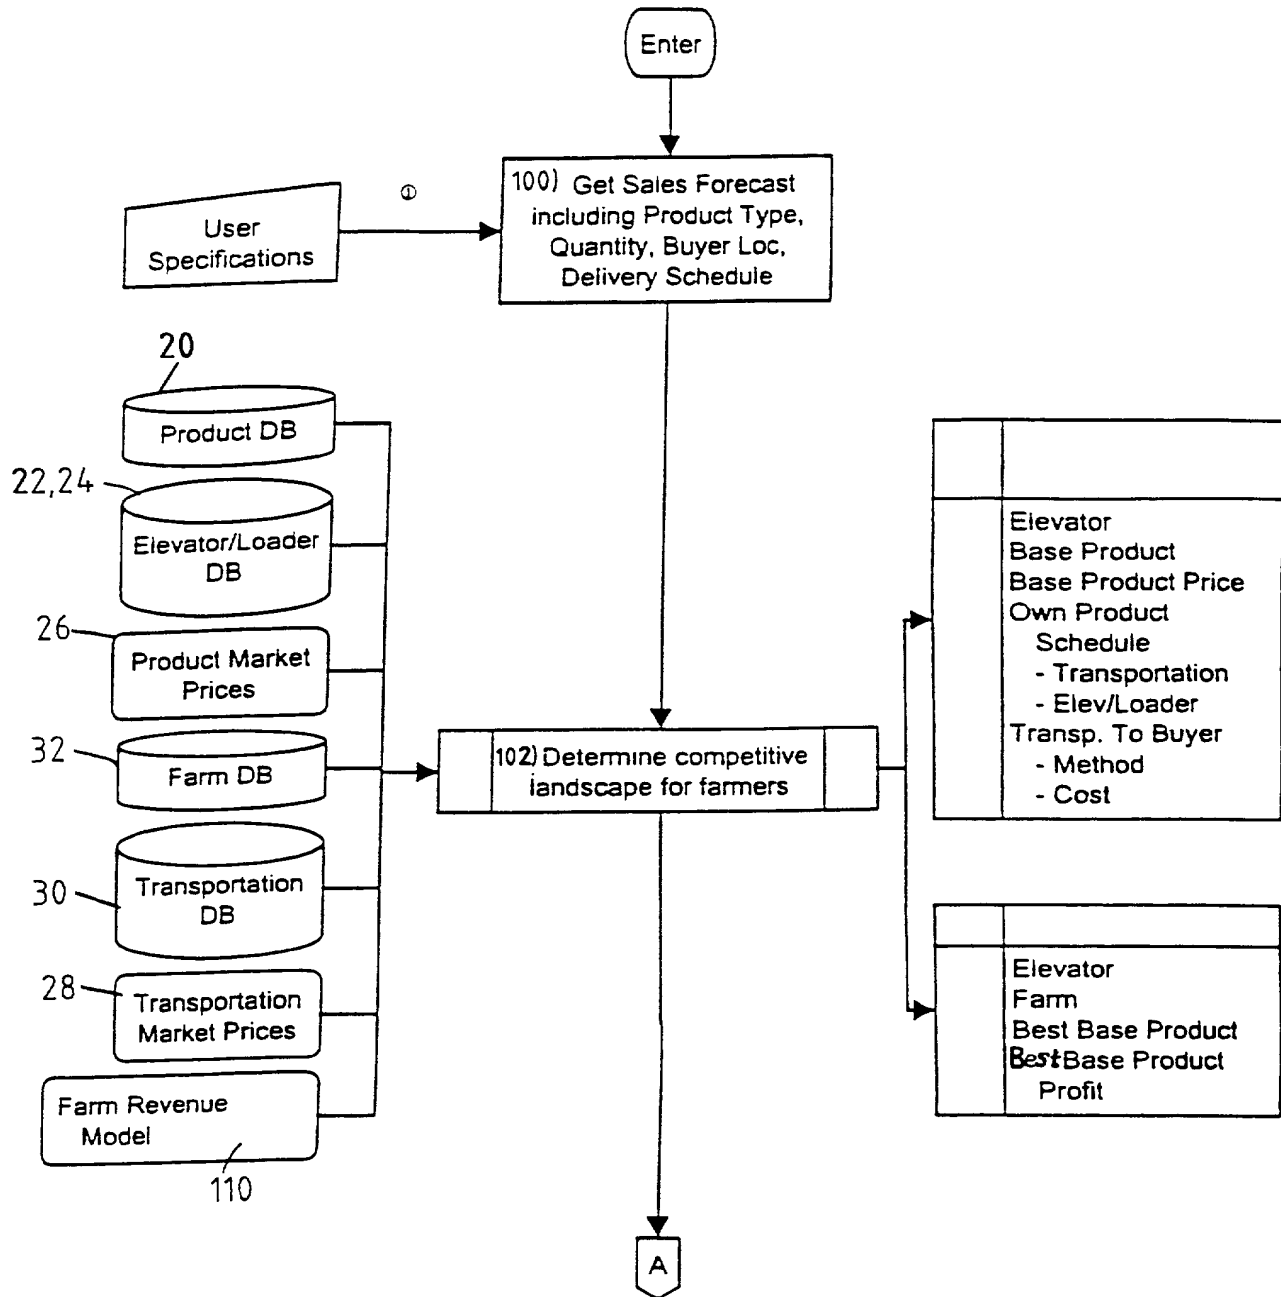 Enter
100) Get Sales Forecast
including Product Type,
Quantity, Buyer Loc,
Delivery Schedule
①
User
Specifications
20
Product DB
22,24
Elevator/Loader
DB
26
Product Market
Prices
32
Farm DB
30
Transportation
DB
28
Transportation
Market Prices
Farm Revenue
Model
110
102) Determine competitive
landscape for farmers
Elevator
Base Product
Base Product Price
Own Product
Schedule
- Transportation
- Elev/Loader
Transp. To Buyer
- Method
- Cost
Elevator
Farm
Best Base Product
Best Base Product
Profit
A